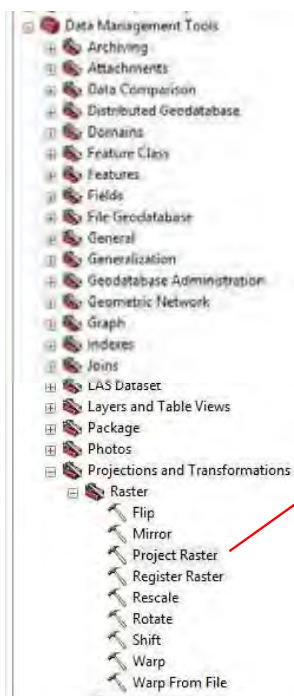 Data Management Tools
Archiving
Attachments
Data Comparison
Distributed Geodatabase
Domains
Feature Class
Features
Fields
File Geodatabase
General
Generalization
Geodatabase Administration
Geometric Network
Graph
Indexes
Joins
LAS Dataset
Layers and Table Views
Package
Photos
Projections and Transformations
Raster
Flip
Mirror
Project Raster
Register Raster
Rescale
Rotate
Shift
Warp
Warp From File